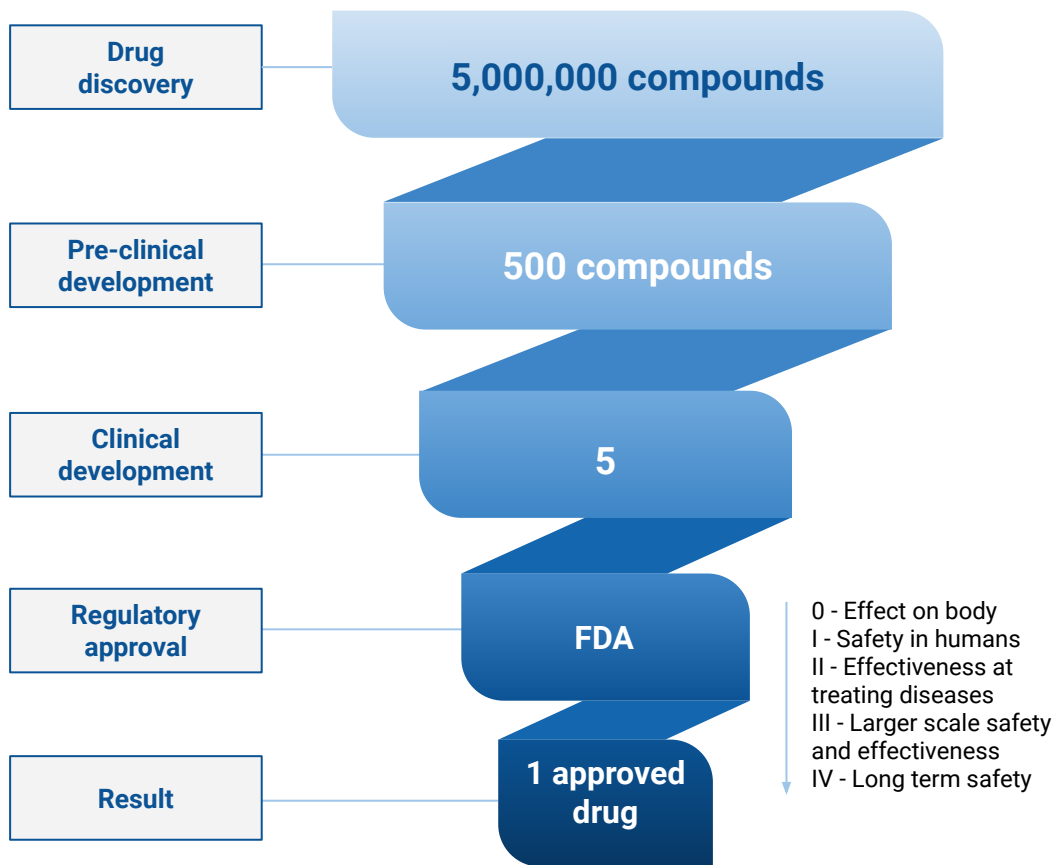 Drug
discovery
5,000,000 compounds
Pre-clinical
development
500 compounds
Clinical
development
5
Regulatory
approval
FDA
0 - Effect on body
I - Safety in humans
II - Effectiveness at
treating diseases
III - Larger scale safety
and effectiveness
IV - Long term safety
Result
1 approved
drug